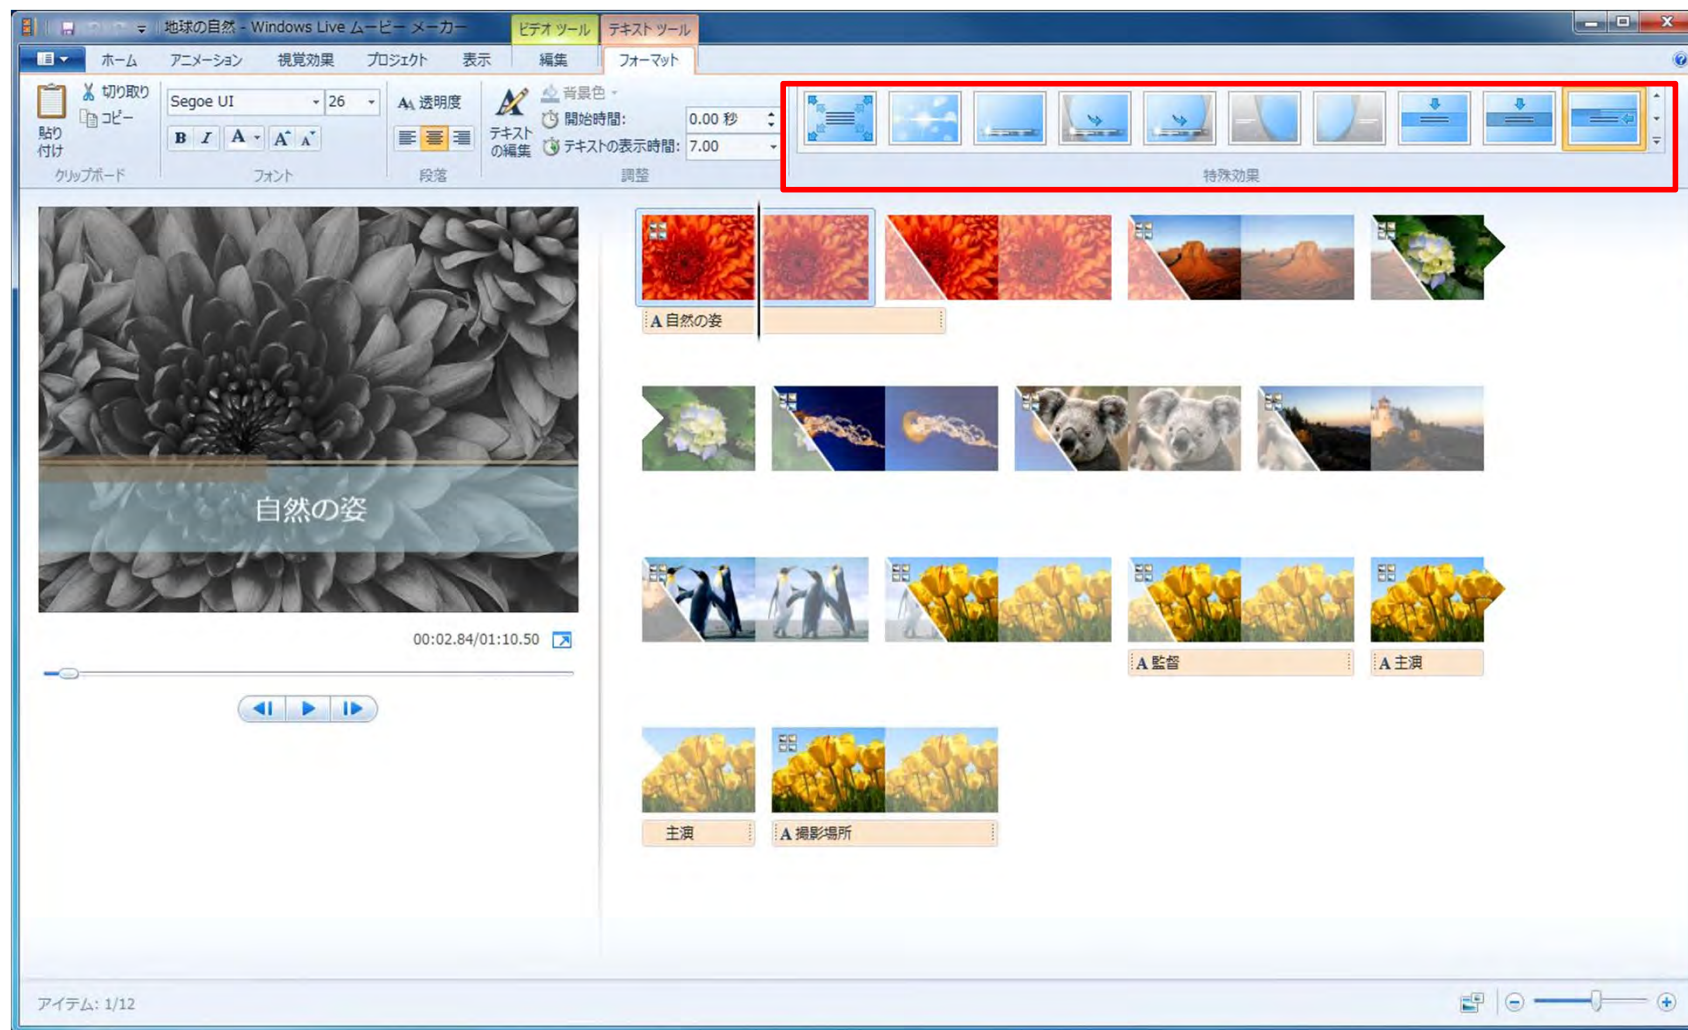 地球の自然 - Windows Live ムービー メーカー
ビデオ ツール
テキスト ツール
ホーム
アニメーション
視覚効果
プロジェクト
表示
編集
フォーマット
貼り
付け
切り取り
コピー
クリップボード
Segoe UI
26
B I A A A
フォント
AA 透明度
段落
テキスト
の編集
背景色
開始時間: 0.00 秒
テキストの表示時間: 7.00
調整
特殊効果
自然の姿
00:02.84/01:10.50
A 自然の姿
A 監督
A 主演
主演
A 撮影場所
アイテム: 1/12